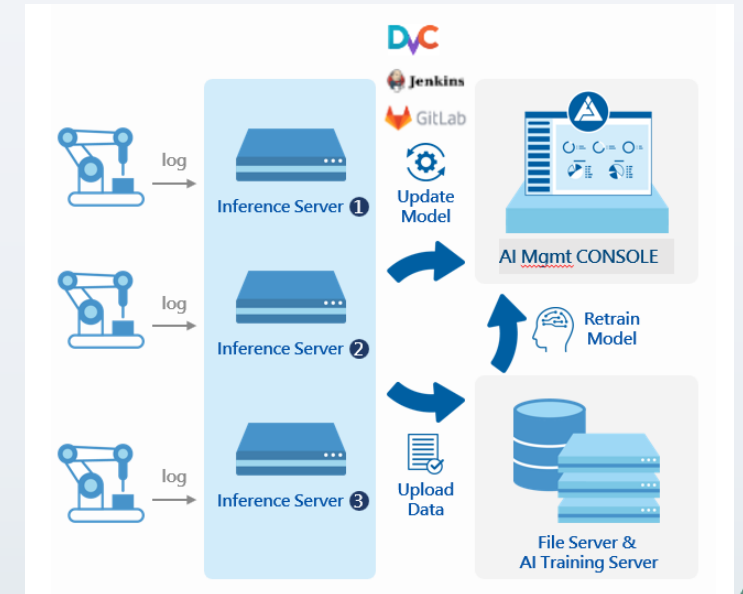 DVC
Jenkins
GitLab
log
Inference Server 1
Update
Model
AI Mgmt CONSOLE
log
Inference Server 2
Retrain
Model
log
Inference Server 3
Upload
Data
File Server &
AI Training Server